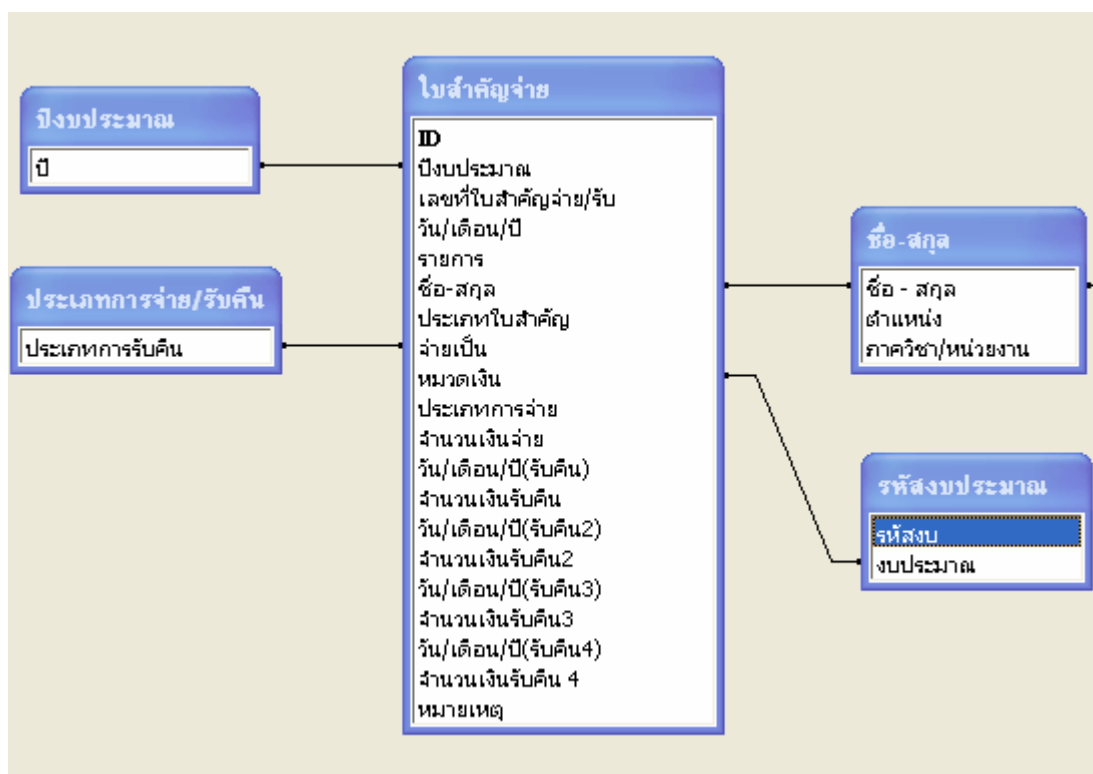 ปีงบประมาณ
ปี
ประเภทการจ่าย/รับคืน
ประเภทการรับคืน
ใบสำคัญจ่าย
ID
ปีงบประมาณ
เลขที่ใบสำคัญจ่าย/รับ
วัน/เดือน/ปี
รายการ
ชื่อ-สกุล
ประเภทใบสำคัญ
จ่ายเป็น
หมวดเงิน
ประเภทการจ่าย
จำนวนเงินจ่าย
วัน/เดือน/ปี(รับคืน)
จำนวนเงินรับคืน
วัน/เดือน/ปี(รับคืน2)
จำนวนเงินรับคืน2
วัน/เดือน/ปี(รับคืน3)
จำนวนเงินรับคืน3
วัน/เดือน/ปี(รับคืน4)
จำนวนเงินรับคืน 4
หมายเหตุ
ชื่อ-สกุล
ชื่อ - สกุล
ตำแหน่ง
ภาควิชา/หน่วยงาน
รหัสงบประมาณ
รหัสงบ
งบประมาณ